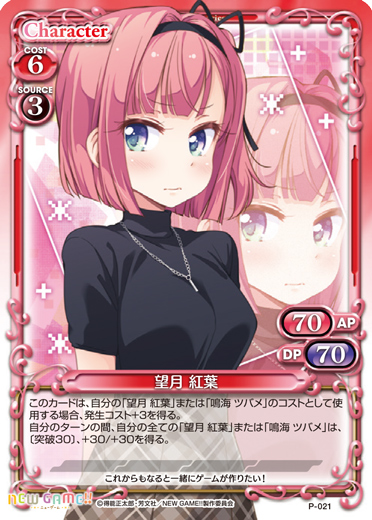 Character
COST
6
SOURCE
3
70 AP
DP 70
望月 紅葉
このカードは、自分の「望月 紅葉」または「鳴海 ツバメ」のコストとして使
用する場合、発生コスト+3を得る。
自分のターンの間、自分の全ての「望月 紅葉」または「鳴海 ツバメ」は、
〔突破30〕、+30/+30を得る。
これからもなると一緒にゲームが作りたい!
NEW GAME!!
ニューゲーム
©得能正太郎・芳文社/NEW GAME!!製作委員会
P-021